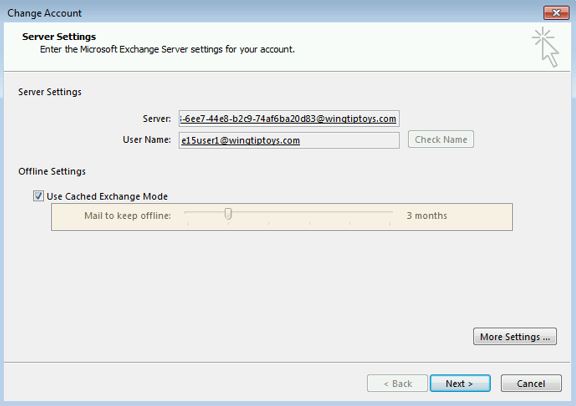 Change Account
Server Settings
Enter the Microsoft Exchange Server settings for your account.
Server Settings
Server: -6ee7-44e8-b2c9-74af6ba20d83@wingtiptoys.com
User Name: e15user1@wingtiptoys.com Check Name
Offline Settings
Use Cached Exchange Mode
Mail to keep offline: 3 months
More Settings ...
< Back Next > Cancel